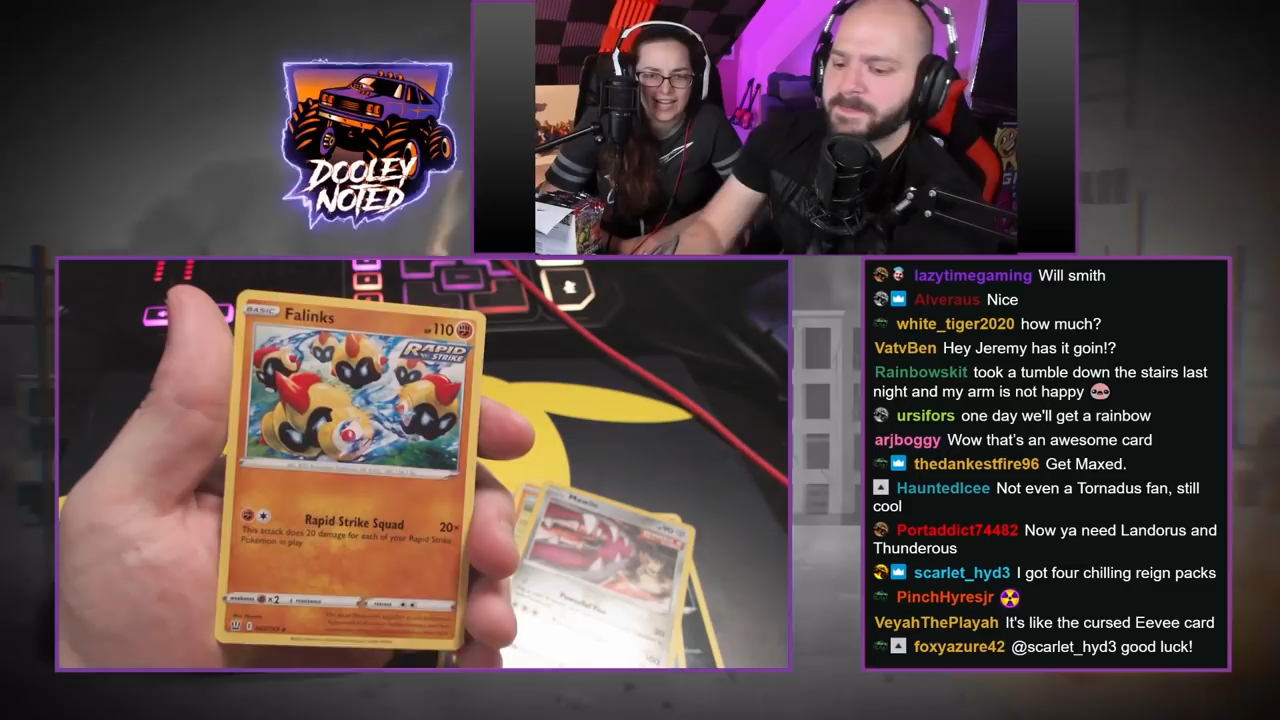 DOOLEY
NOTED
BASIC Falinks
HP 110
RAPID
STRIKE
Rapid Strike Squad 20×
This attack does 20 damage for each of your Rapid Strike
Pokémon in play.
weakness ×2 resistance retreat
Mawile
90
Powerful
lazytimegaming Will smith
Alveraus Nice
white_tiger2020 how much?
VatvBen Hey Jeremy has it goin!?
Rainbowskit took a tumble down the stairs last
night and my arm is not happy
ursifors one day we'll get a rainbow
arjboggy Wow that's an awesome card
thedankestfire96 Get Maxed.
HauntedIcee Not even a Tornadus fan, still
cool
Portaddict74482 Now ya need Landorus and
Thunderous
scarlet_hyd3 I got four chilling reign packs
PinchHyresjr
VeyahThePlayah It's like the cursed Eevee card
foxyazure42 @scarlet_hyd3 good luck!